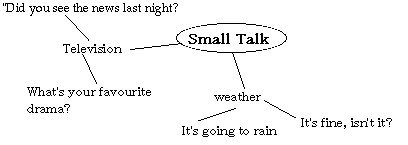 "Did you see the news last night?
Small Talk
Television
What's your favourite
drama?
weather
It's going to rain
It's fine, isn't it?